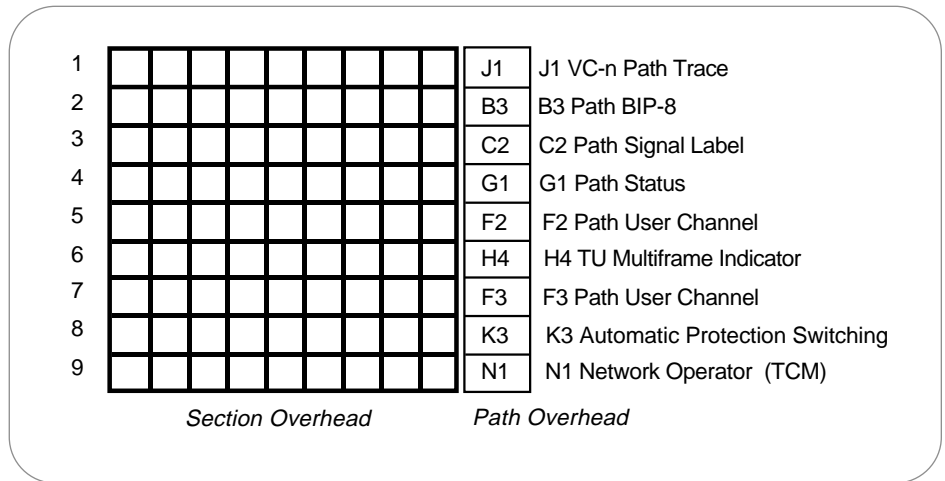 1 J1 J1 VC-n Path Trace
2 B3 B3 Path BIP-8
3 C2 C2 Path Signal Label
4 G1 G1 Path Status
5 F2 F2 Path User Channel
6 H4 H4 TU Multiframe Indicator
7 F3 F3 Path User Channel
8 K3 K3 Automatic Protection Switching
9 N1 N1 Network Operator (TCM)
Section Overhead Path Overhead